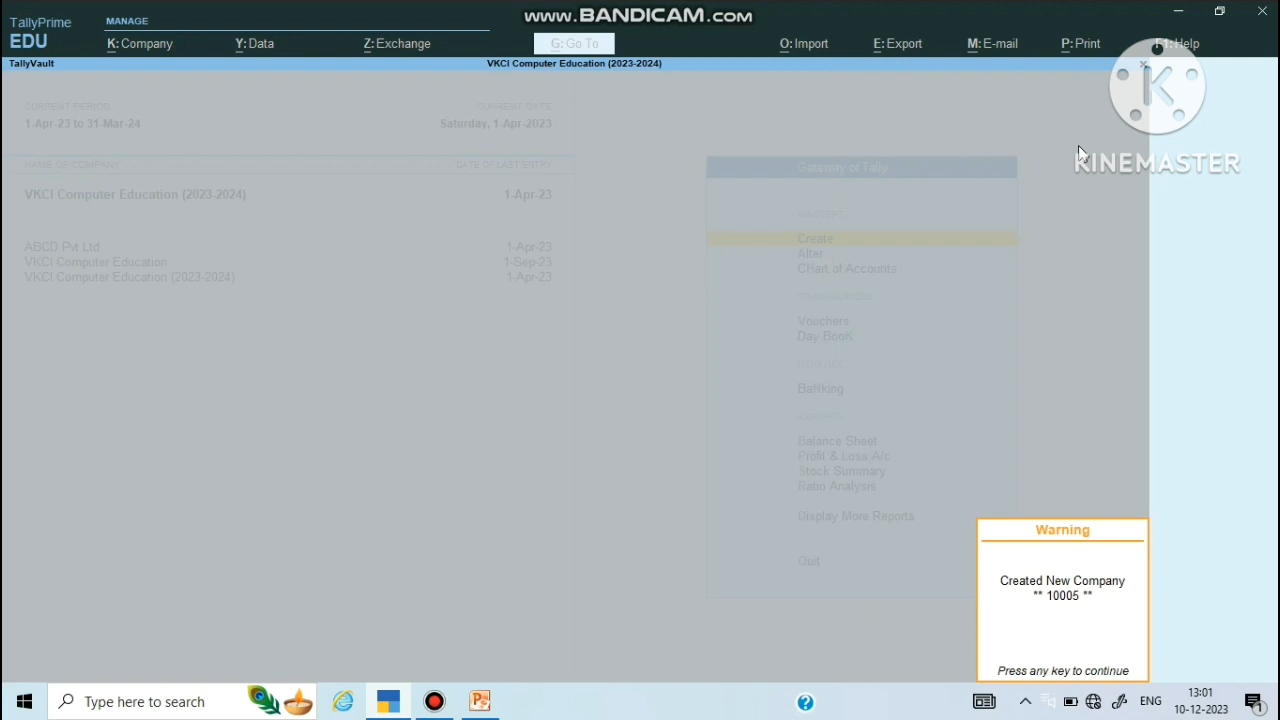 www.BANDICAM.com
TallyPrime
EDU
MANAGE
K: Company
Y: Data
Z: Exchange
G: Go To
O: Import
E: Export
M: E-mail
P: Print
F1: Help
TallyVault
VKCI Computer Education (2023-2024)
K
KINEMASTER
CURRENT PERIOD
CURRENT DATE
1-Apr-23 to 31-Mar-24
Saturday, 1-Apr-2023
NAME OF COMPANY
DATE OF LAST ENTRY
VKCI Computer Education (2023-2024)
1-Apr-23
ABCD Pvt Ltd
1-Apr-23
VKCI Computer Education
1-Sep-23
VKCI Computer Education (2023-2024)
1-Apr-23
Gateway of Tally
Create
Alter
CHart of Accounts
Vouchers
Day BooK
BaNking
Balance Sheet
Profit & Loss A/c
Stock Summary
Ratio Analysis
Display More Reports
Quit
Warning
Created New Company
** 10005 **
Press any key to continue
Type here to search
ENG
13:01
10-12-2023
1